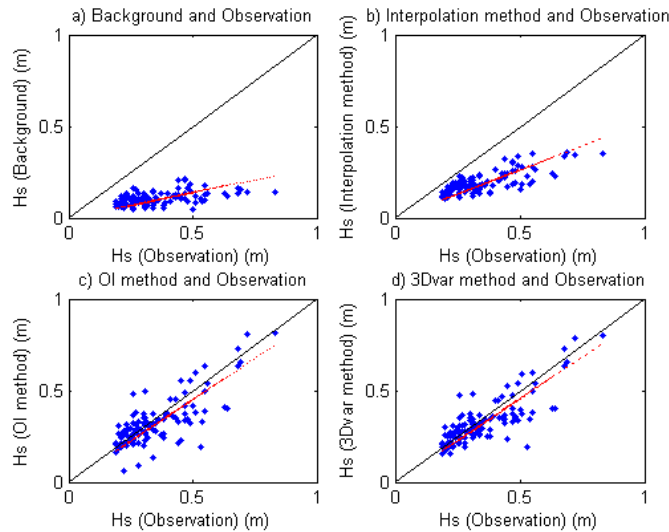 a) Background and Observation
1
0.5
0
Hs (Background) (m)
0
0.5
1
Hs (Observation) (m)
b) Interpolation method and Observation
1
0.5
0
Hs (Interpolation method) (m)
0
0.5
1
Hs (Observation) (m)
c) OI method and Observation
1
0.5
0
Hs (OI method) (m)
0
0.5
1
Hs (Observation) (m)
d) 3Dvar method and Observation
1
0.5
0
Hs (3Dvar method) (m)
0
0.5
1
Hs (Observation) (m)